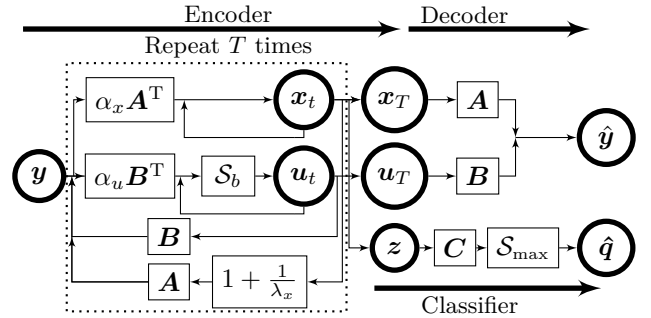 Encoder Decoder
Repeat T times
α_x A^T x_t x_T A
ŷ
y α_u B^T S_b u_t u_T B
B
z C S_max q̂
A 1 + 1/λ_x
Classifier